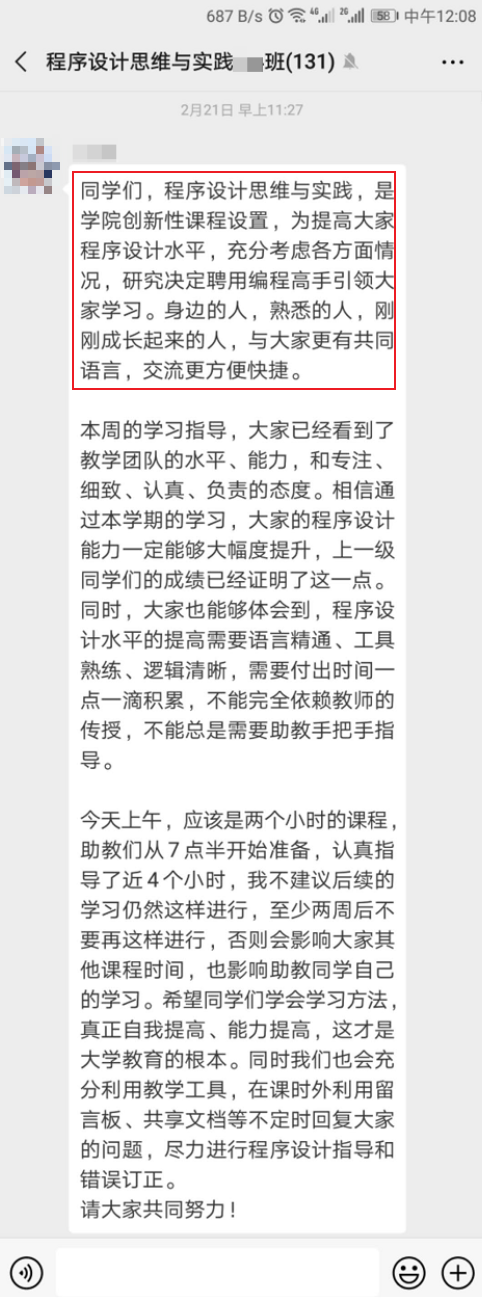 687 B/s 4G 2G 58 中午12:08
程序设计思维与实践 班(131)
2月21日 早上11:27
同学们，程序设计思维与实践，是
学院创新性课程设置，为提高大家
程序设计水平，充分考虑各方面情
况，研究决定聘用编程高手引领大
家学习。身边的人，熟悉的人，刚
刚成长起来的人，与大家更有共同
语言，交流更方便快捷。
本周的学习指导，大家已经看到了
教学团队的水平、能力，和专注、
细致、认真、负责的态度。相信通
过本学期的学习，大家的程序设计
能力一定能够大幅度提升，上一级
同学们的成绩已经证明了这一点。
同时，大家也能够体会到，程序设
计水平的提高需要语言精通、工具
熟练、逻辑清晰，需要付出时间一
点一滴积累，不能完全依赖教师的
传授，不能总是需要助教手把手指
导。
今天上午，应该是两个小时的课程，
助教们从7点半开始准备，认真指
导了近4个小时，我不建议后续的
学习仍然这样进行，至少两周后不
要再这样进行，否则会影响大家其
他课程时间，也影响助教同学自己
的学习。希望同学们学会学习方法，
真正自我提高、能力提高，这才是
大学教育的根本。同时我们也会充
分利用教学工具，在课时外利用留
言板、共享文档等不定时回复大家
的问题，尽力进行程序设计指导和
错误订正。
请大家共同努力！